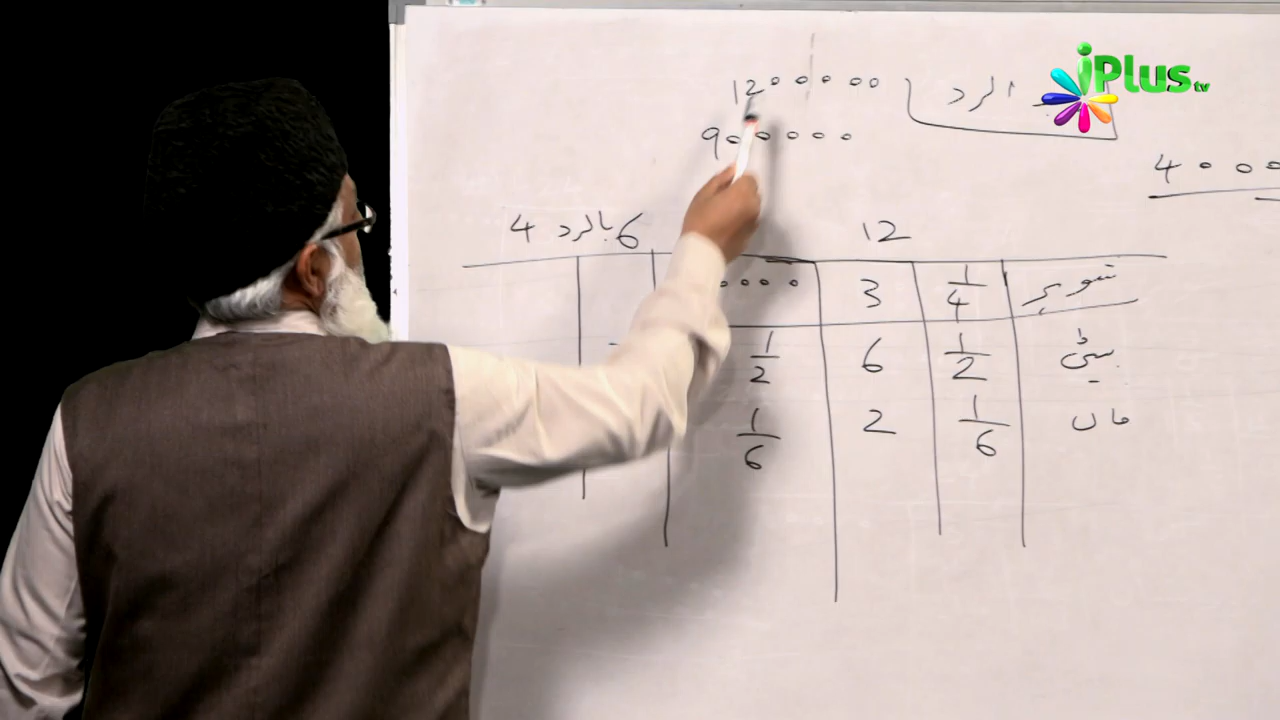 iPlus tv
الرد 1200000
900000
4000
12 6 بالرد 4
شوہر 1/4 3 0000
بیٹی 1/2 6 1/2
ماں 1/6 2 1/6